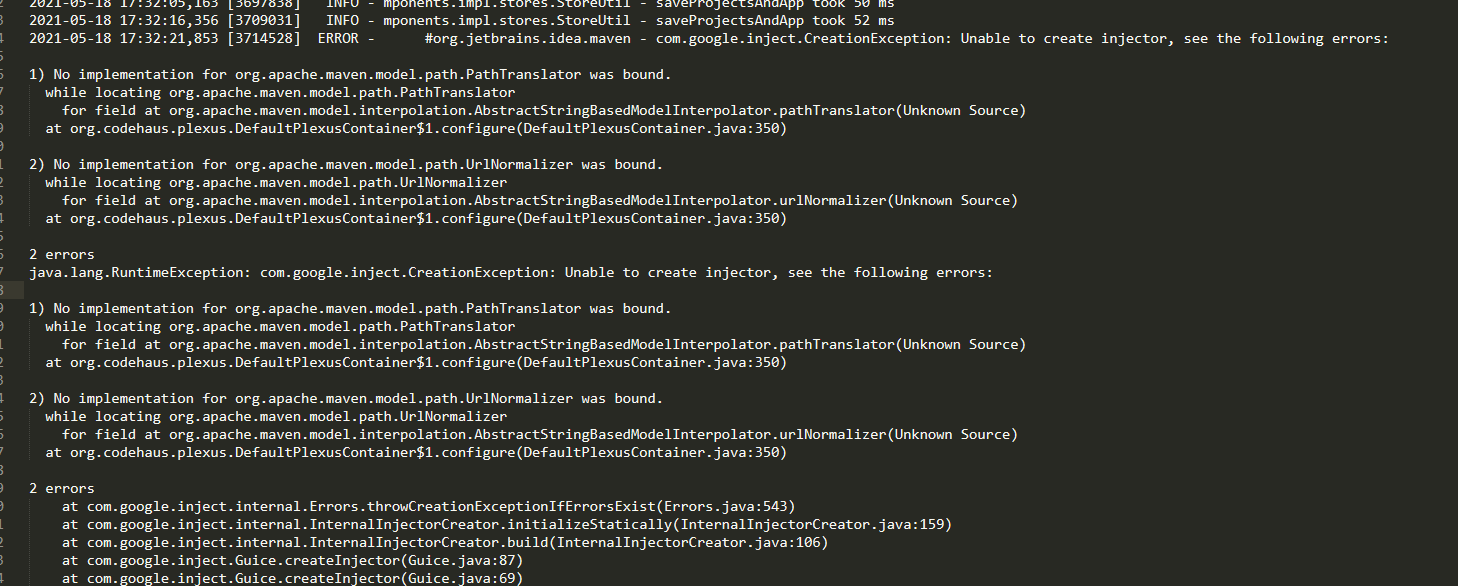 2021-05-18 17:32:05,163 [3697838]   INFO - mponents.impl.stores.StoreUtil - saveProjectsAndApp took 50 ms
2021-05-18 17:32:16,356 [3709031]   INFO - mponents.impl.stores.StoreUtil - saveProjectsAndApp took 52 ms
2021-05-18 17:32:21,853 [3714528]  ERROR -      #org.jetbrains.idea.maven - com.google.inject.CreationException: Unable to create injector, see the following errors:
1) No implementation for org.apache.maven.model.path.PathTranslator was bound.
  while locating org.apache.maven.model.path.PathTranslator
    for field at org.apache.maven.model.interpolation.AbstractStringBasedModelInterpolator.pathTranslator(Unknown Source)
  at org.codehaus.plexus.DefaultPlexusContainer$1.configure(DefaultPlexusContainer.java:350)
2) No implementation for org.apache.maven.model.path.UrlNormalizer was bound.
  while locating org.apache.maven.model.path.UrlNormalizer
    for field at org.apache.maven.model.interpolation.AbstractStringBasedModelInterpolator.urlNormalizer(Unknown Source)
  at org.codehaus.plexus.DefaultPlexusContainer$1.configure(DefaultPlexusContainer.java:350)
2 errors
java.lang.RuntimeException: com.google.inject.CreationException: Unable to create injector, see the following errors:
1) No implementation for org.apache.maven.model.path.PathTranslator was bound.
  while locating org.apache.maven.model.path.PathTranslator
    for field at org.apache.maven.model.interpolation.AbstractStringBasedModelInterpolator.pathTranslator(Unknown Source)
  at org.codehaus.plexus.DefaultPlexusContainer$1.configure(DefaultPlexusContainer.java:350)
2) No implementation for org.apache.maven.model.path.UrlNormalizer was bound.
  while locating org.apache.maven.model.path.UrlNormalizer
    for field at org.apache.maven.model.interpolation.AbstractStringBasedModelInterpolator.urlNormalizer(Unknown Source)
  at org.codehaus.plexus.DefaultPlexusContainer$1.configure(DefaultPlexusContainer.java:350)
2 errors
    at com.google.inject.internal.Errors.throwCreationExceptionIfErrorsExist(Errors.java:543)
    at com.google.inject.internal.InternalInjectorCreator.initializeStatically(InternalInjectorCreator.java:159)
    at com.google.inject.internal.InternalInjectorCreator.build(InternalInjectorCreator.java:106)
    at com.google.inject.Guice.createInjector(Guice.java:87)
    at com.google.inject.Guice.createInjector(Guice.java:69)